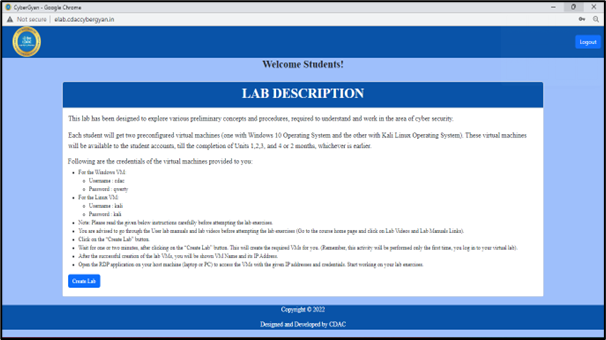 CyberGyan - Google Chrome
Not secure | elab.cdaccybergyan.in
Logout
Welcome Students!
LAB DESCRIPTION
This lab has been designed to explore various preliminary concepts and procedures, required to understand and work in the area of cyber security.
Each student will get two preconfigured virtual machines (one with Windows 10 Operating System and the other with Kali Linux Operating System). These virtual machines
will be available to the student accounts, till the completion of Units 1,2,3, and 4 or 2 months, whichever is earlier.
Following are the credentials of the virtual machines provided to you:
• For the Windows VM:
○ Username : cdac
○ Password : qwerty
• For the Linux VM:
○ Username : kali
○ Password : kali
• Note: Please read the given below instructions carefully before attempting the lab exercises.
• You are advised to go through the User lab manuals and lab videos before attempting the lab exercises (Go to the course home page and click on Lab Videos and Lab Manuals Links).
• Click on the "Create Lab" button.
• Wait for one or two minutes, after clicking on the "Create Lab" button. This will create the required VMs for you. (Remember, this activity will be performed only the first time, you log in to your virtual lab).
• After the successful creation of the lab VMs, you will be shown VM Name and its IP Address.
• Open the RDP application on your host machine (laptop or PC) to access the VMs with the given IP addresses and credentials. Start working on your lab exercises.
Create Lab
Copyright © 2022
Designed and Developed by CDAC